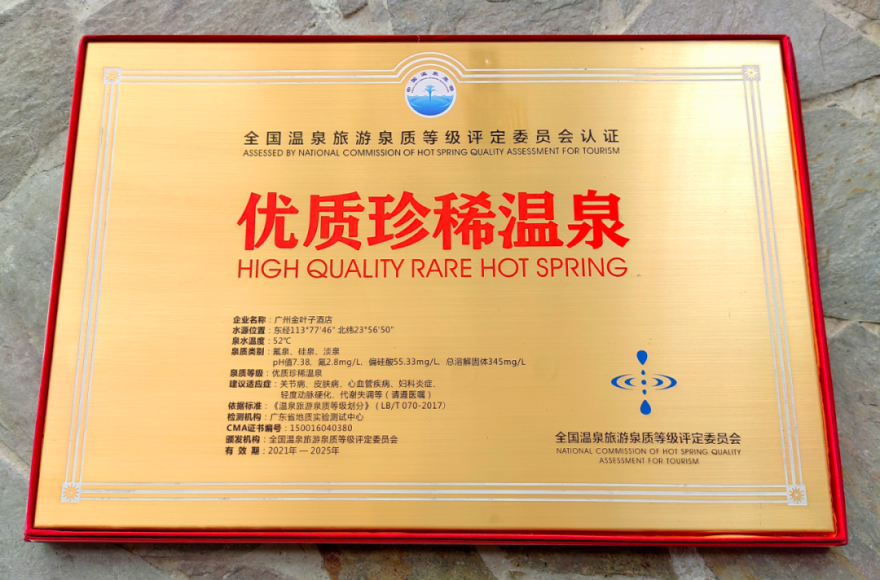 全国温泉旅游泉质等级评定委员会认证
ASSESSED BY NATIONAL COMMISSION OF HOT SPRING QUALITY ASSESSMENT FOR TOURISM
优质珍稀温泉
HIGH QUALITY RARE HOT SPRING
企业名称：广州金叶子酒店
水源位置：东经113°77'46" 北纬23°56'50"
泉水温度：52℃
泉质类别：氟泉、硅泉、淡泉
pH值7.38、氟2.8mg/L、偏硅酸55.33mg/L、总溶解固体345mg/L
泉质等级：优质珍稀温泉
建议适应症：关节病、皮肤病、心血管疾病、妇科炎症、
轻度动脉硬化、代谢失调等（请遵医嘱）
依据标准：《温泉旅游泉质等级划分》（LB/T 070-2017）
检测机构：广东省地质实验测试中心
CMA证书编号：150016040380
颁发机构：全国温泉旅游泉质等级评定委员会
有 效 期：2021年—2025年
全国温泉旅游泉质等级评定委员会
NATIONAL COMMISSION OF HOT SPRING QUALITY
ASSESSMENT FOR TOURISM